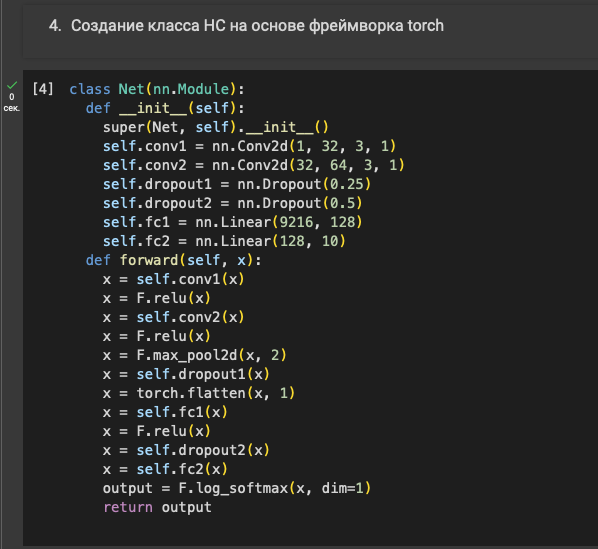 4. Создание класса НС на основе фреймворка torch
0
сек.
[4] class Net(nn.Module):
def __init__(self):
super(Net, self).__init__()
self.conv1 = nn.Conv2d(1, 32, 3, 1)
self.conv2 = nn.Conv2d(32, 64, 3, 1)
self.dropout1 = nn.Dropout(0.25)
self.dropout2 = nn.Dropout(0.5)
self.fc1 = nn.Linear(9216, 128)
self.fc2 = nn.Linear(128, 10)
def forward(self, x):
x = self.conv1(x)
x = F.relu(x)
x = self.conv2(x)
x = F.relu(x)
x = F.max_pool2d(x, 2)
x = self.dropout1(x)
x = torch.flatten(x, 1)
x = self.fc1(x)
x = F.relu(x)
x = self.dropout2(x)
x = self.fc2(x)
output = F.log_softmax(x, dim=1)
return output